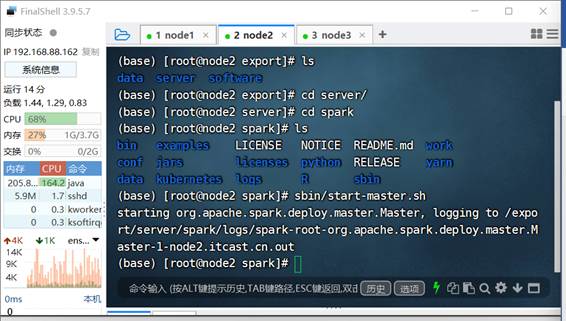 FinalShell 3.9.5.7
同步状态
IP 192.168.88.162 复制
系统信息
运行 14 分
负载 1.44, 1.29, 0.83
CPU 68%
内存 27% 1G/3.7G
交换 0% 0/2G
内存 CPU 命令
205.8... 164.2 java
5.9M 1.7 sshd
0 0.3 kworker
0 0.3 ksoftirq
4K 1K ens...
14K
9K
4K
0ms 本机
0
1 node1 × 2 node2 × 3 node3 × +
(base) [root@node2 export]# ls
data server software
(base) [root@node2 export]# cd server/
(base) [root@node2 server]# cd spark
(base) [root@node2 spark]# ls
bin examples LICENSE NOTICE README.md work
conf jars licenses python RELEASE yarn
data kubernetes logs R sbin
(base) [root@node2 spark]# sbin/start-master.sh
starting org.apache.spark.deploy.master.Master, logging to /expo
rt/server/spark/logs/spark-root-org.apache.spark.deploy.master.M
aster-1-node2.itcast.cn.out
(base) [root@node2 spark]#
命令输入 (按ALT键提示历史,TAB键路径,ESC键返回,双击 历史 选项